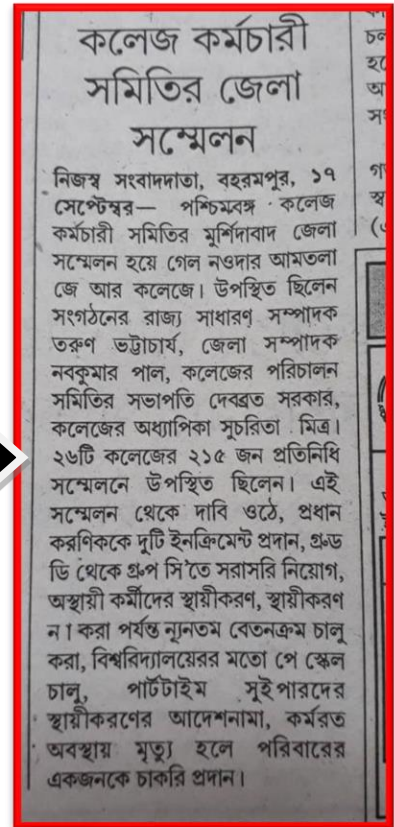 কলেজ কর্মচারী
সমিতির জেলা
সম্মেলন
নিজস্ব সংবাদদাতা, বহরমপুর, ১৭
সেপ্টেম্বর— পশ্চিমবঙ্গ কলেজ
কর্মচারী সমিতির মুর্শিদাবাদ জেলা
সম্মেলন হয়ে গেল নওদার আমতলা
জে আর কলেজে। উপস্থিত ছিলেন
সংগঠনের রাজ্য সাধারণ সম্পাদক
তরুণ ভট্টাচার্য, জেলা সম্পাদক
নবকুমার পাল, কলেজের পরিচালন
সমিতির সভাপতি দেবব্রত সরকার,
কলেজের অধ্যাপিকা সুচরিতা মিত্র।
২৬টি কলেজের ২১৫ জন প্রতিনিধি
সম্মেলনে উপস্থিত ছিলেন। এই
সম্মেলন থেকে দাবি ওঠে, প্রধান
করণিককে দুটি ইনক্রিমেন্ট প্রদান, গ্রুড
ডি থেকে গ্রুপ সি'তে সরাসরি নিয়োগ,
অস্থায়ী কর্মীদের স্থায়ীকরণ, স্থায়ীকরণ
ন। করা পর্যন্ত ন্যূনতম বেতনক্রম চালু
করা, বিশ্ববিদ্যালয়ের মতো পে স্কেল
চালু, পার্টটাইম সুইপারদের
স্থায়ীকরণের আদেশনামা, কর্মরত
অবস্থায় মৃত্যু হলে পরিবারের
একজনকে চাকরি প্রদান।